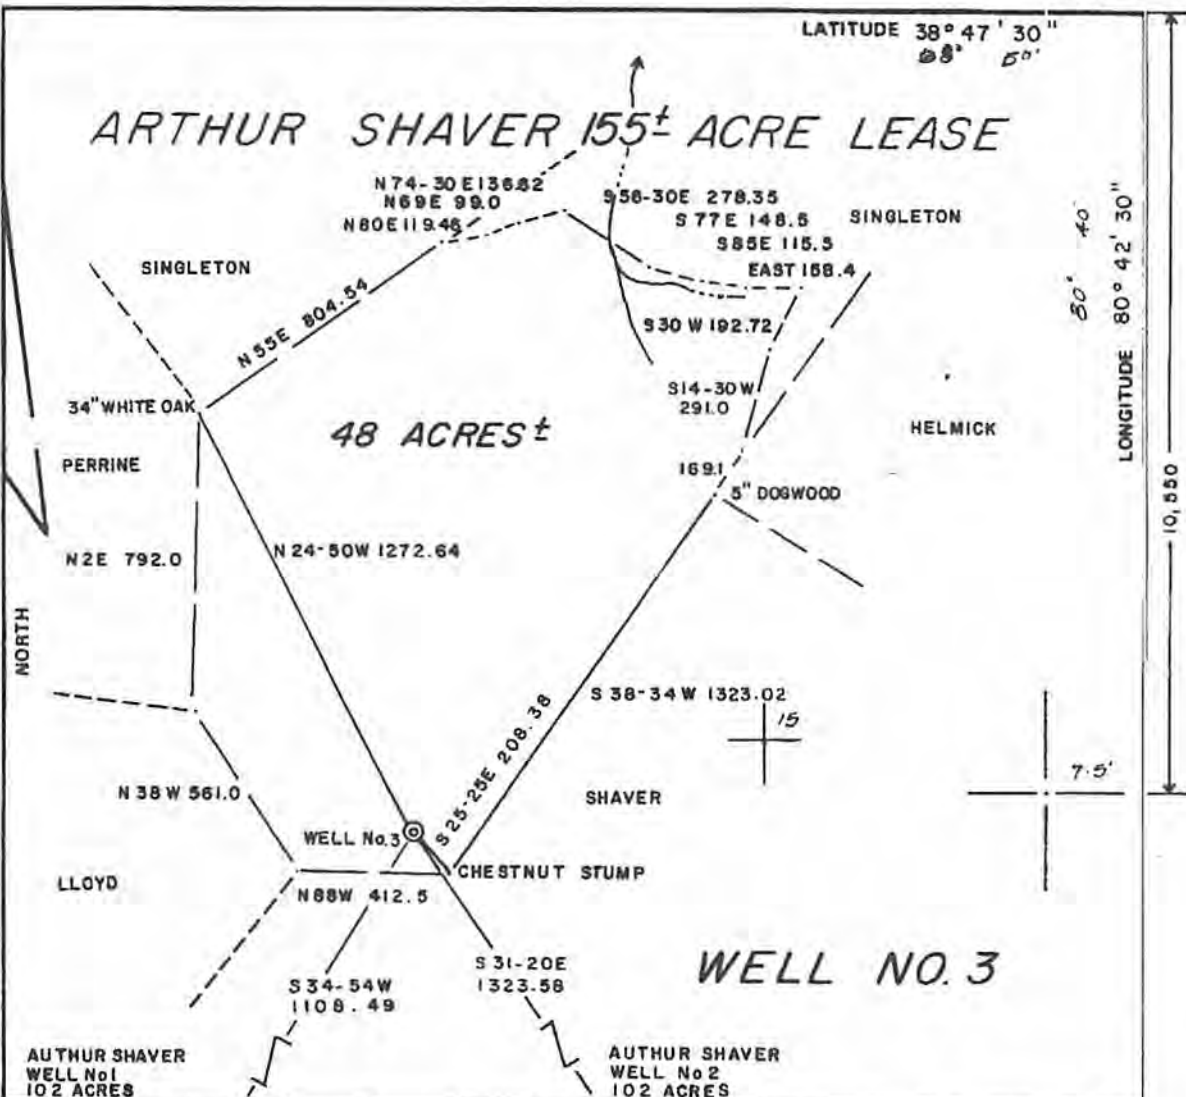 LATITUDE 38° 47' 30"
ARTHUR SHAVER 155± ACRE LEASE
N74-30E 136.82
N69E 99.0
N80E 119.46
S56-30E 278.35
S77E 148.5
S85E 115.5
EAST 158.4
SINGLETON
80° 40'
LONGITUDE 80° 42' 30"
SINGLETON
N55E 804.54
S30W 192.72
34" WHITE OAK
S14-30W
291.0
48 ACRES ±
HELMICK
PERRINE
169.1
5" DOGWOOD
10,550
N2E 792.0
N24-50W 1272.64
NORTH
S38-34W 1323.02
15
7.5'
N38W 561.0
S25-25E 208.38
SHAVER
WELL No.3
CHESTNUT STUMP
LLOYD
N88W 412.5
S31-20E
1323.58
WELL NO. 3
S34-54W
1108.49
AUTHUR SHAVER
WELL No1
102 ACRES
AUTHUR SHAVER
WELL No2
102 ACRES